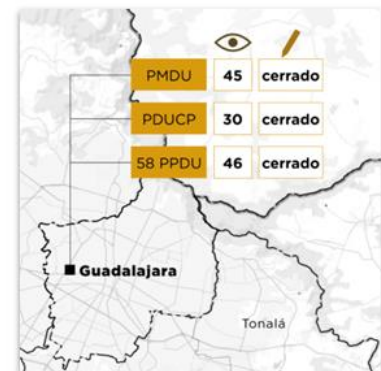 PMDU 45 cerrado
PDUCP 30 cerrado
58 PPDU 46 cerrado
Guadalajara
Tonalá